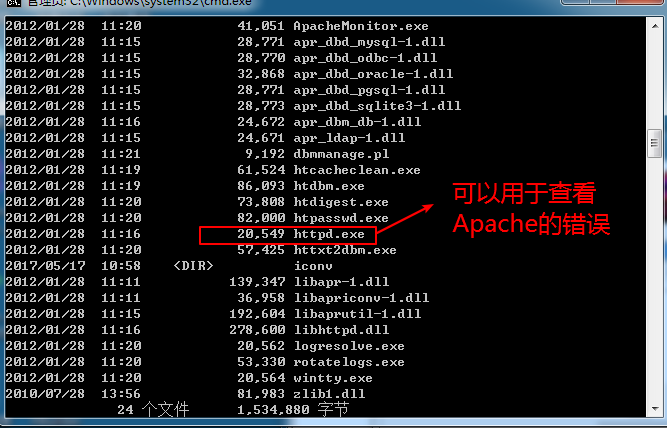 管理员: C:\Windows\system32\cmd.exe
2012/01/28  11:20            41,051 ApacheMonitor.exe
2012/01/28  11:15            28,771 apr_dbd_mysql-1.dll
2012/01/28  11:15            28,770 apr_dbd_odbc-1.dll
2012/01/28  11:15            32,868 apr_dbd_oracle-1.dll
2012/01/28  11:15            28,771 apr_dbd_pgsql-1.dll
2012/01/28  11:15            28,773 apr_dbd_sqlite3-1.dll
2012/01/28  11:16            24,672 apr_dbm_db-1.dll
2012/01/28  11:15            24,671 apr_ldap-1.dll
2012/01/28  11:21             9,192 dbmmanage.pl
2012/01/28  11:19            61,524 htcacheclean.exe
2012/01/28  11:19            86,093 htdbm.exe
2012/01/28  11:20            73,808 htdigest.exe
2012/01/28  11:20            82,000 htpasswd.exe
2012/01/28  11:16            20,549 httpd.exe
2012/01/28  11:20            57,425 httxt2dbm.exe
2017/05/17  10:58    <DIR>          iconv
2012/01/28  11:11           139,347 libapr-1.dll
2012/01/28  11:11            36,958 libapriconv-1.dll
2012/01/28  11:15           192,604 libaprutil-1.dll
2012/01/28  11:16           278,600 libhttpd.dll
2012/01/28  11:20            20,562 logresolve.exe
2012/01/28  11:20            53,330 rotatelogs.exe
2012/01/28  11:20            20,564 wintty.exe
2010/07/28  13:56            81,983 zlib1.dll
24 个文件      1,534,880 字节
可以用于查看
Apache的错误